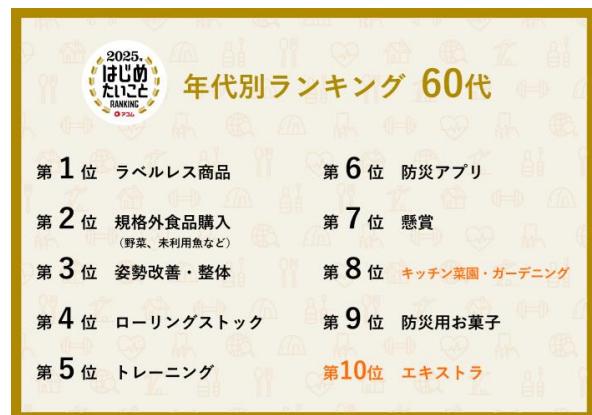 2025年
はじめ
たいこと
RANKING
アコム
年代別ランキング 60代
第1位 ラベルレス商品
第2位 規格外食品購入
（野菜、未利用魚など）
第3位 姿勢改善・整体
第4位 ローリングストック
第5位 トレーニング
第6位 防災アプリ
第7位 懸賞
第8位 キッチン菜園・ガーデニング
第9位 防災用お菓子
第10位 エキストラ